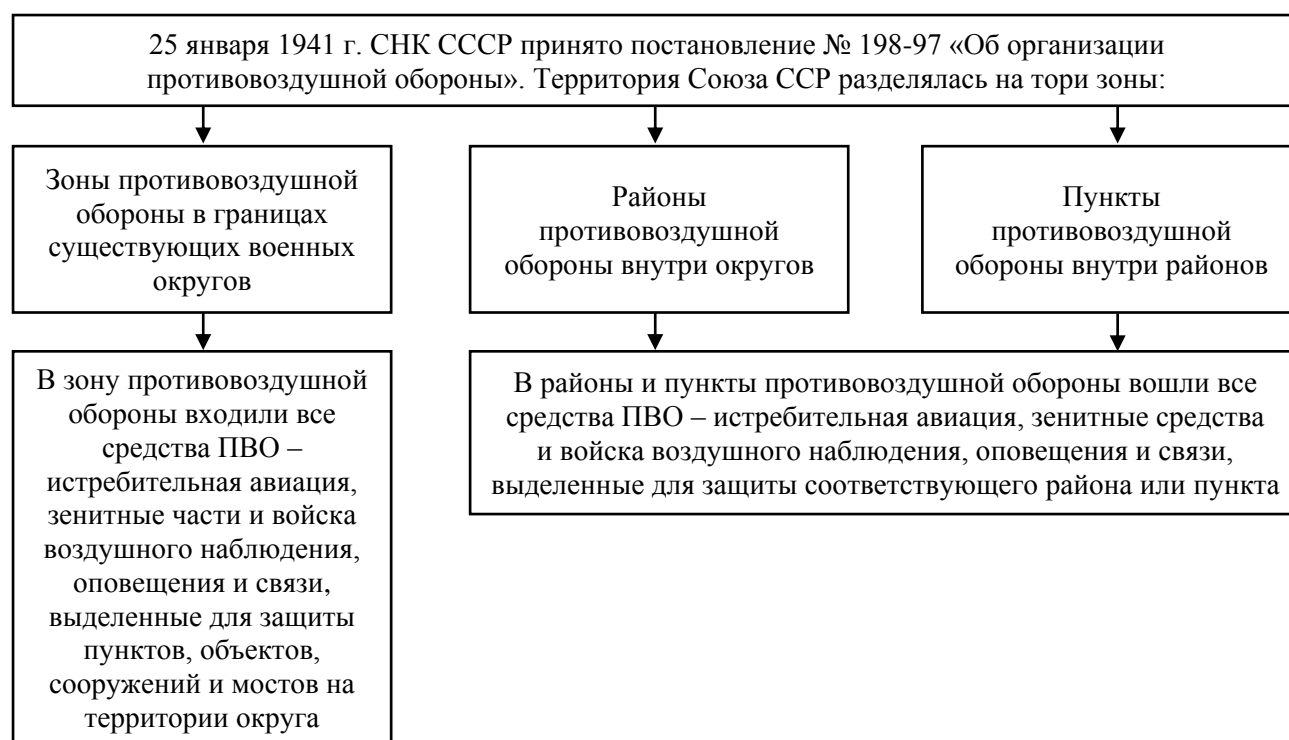 25 января 1941 г. СНК СССР принято постановление № 198-97 «Об организации
противовоздушной обороны». Территория Союза ССР разделялась на тори зоны:
Зоны противовоздушной
обороны в границах
существующих военных
округов
Районы
противовоздушной
обороны внутри округов
Пункты
противовоздушной
обороны внутри районов
В зону противовоздушной
обороны входили все
средства ПВО –
истребительная авиация,
зенитные части и войска
воздушного наблюдения,
оповещения и связи,
выделенные для защиты
пунктов, объектов,
сооружений и мостов на
территории округа
В районы и пункты противовоздушной обороны вошли все
средства ПВО – истребительная авиация, зенитные средства
и войска воздушного наблюдения, оповещения и связи,
выделенные для защиты соответствующего района или пункта